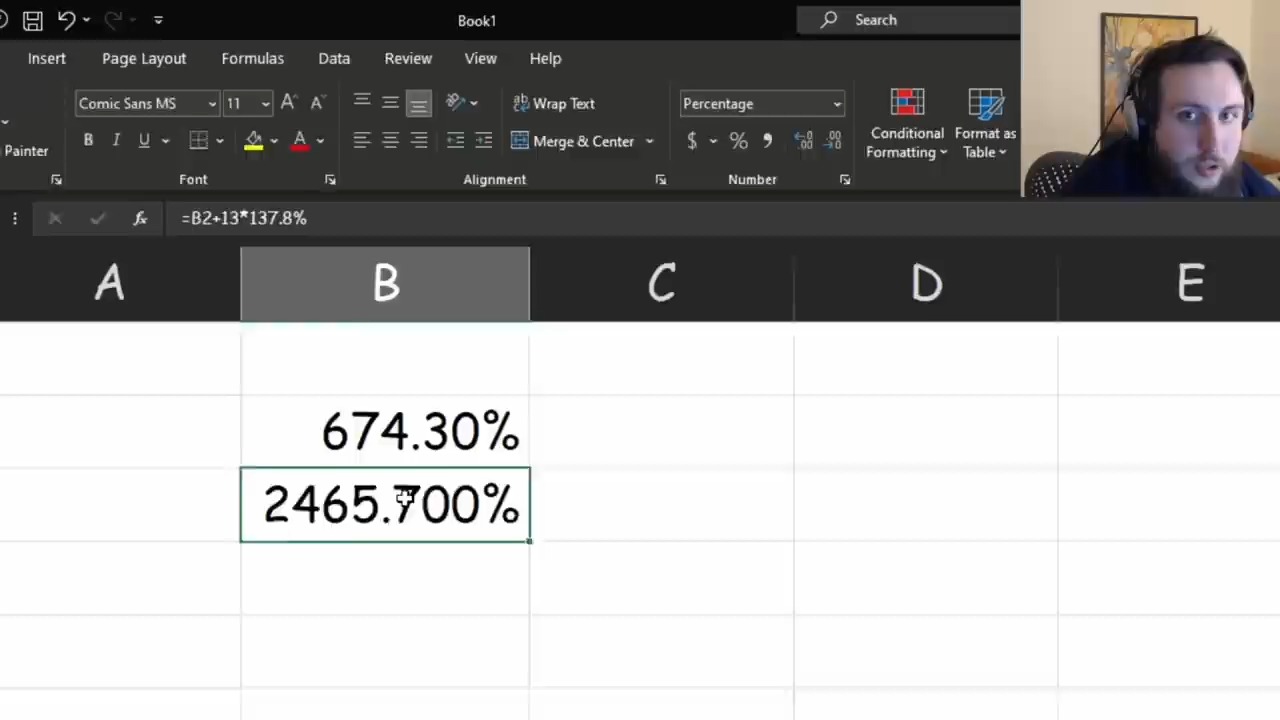 Book1
Search
Insert Page Layout Formulas Data Review View Help
Comic Sans MS 11 A A ab Wrap Text Percentage
B I U A Merge & Center $ % Conditional Formatting Format as Table
Painter
Font Alignment Number
fx =B2+13*137.8%
A B C D E
674.30%
2465.700%